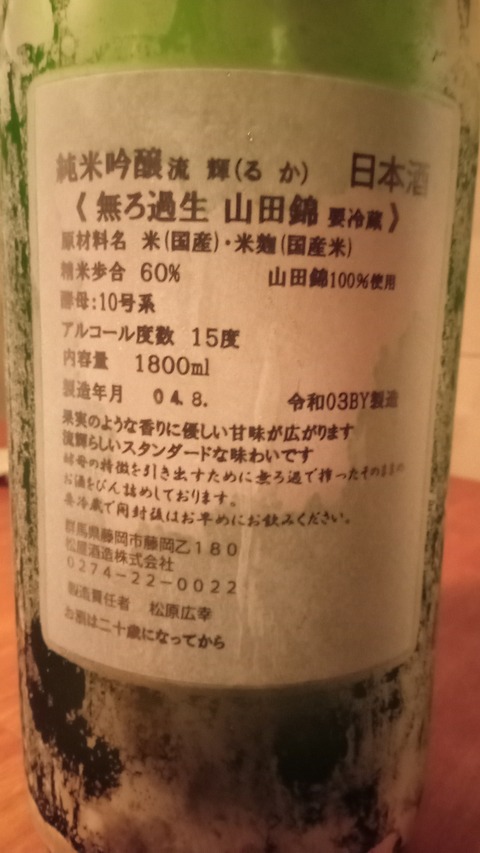 純米吟醸 流 輝(る か) 日本酒
《 無ろ過生 山田錦 要冷蔵 》
原材料名 米(国産)・米麹(国産米)
精米歩合 60% 山田錦100%使用
酵母:10号系
アルコール度数 15度
内容量 1800ml
製造年月 04.8. 令和03BY製造
果実のような香りに優しい甘味が広がります
流輝らしいスタンダードな味わいです
酵母の特徴を引き出すために無ろ過で搾ったそのままの
お酒をびん詰めしております。
要冷蔵で開封後はお早めにお飲みください。
群馬県藤岡市藤岡乙180
松屋酒造株式会社
0274-22-0022
製造責任者 松原広幸
お酒は二十歳になってから